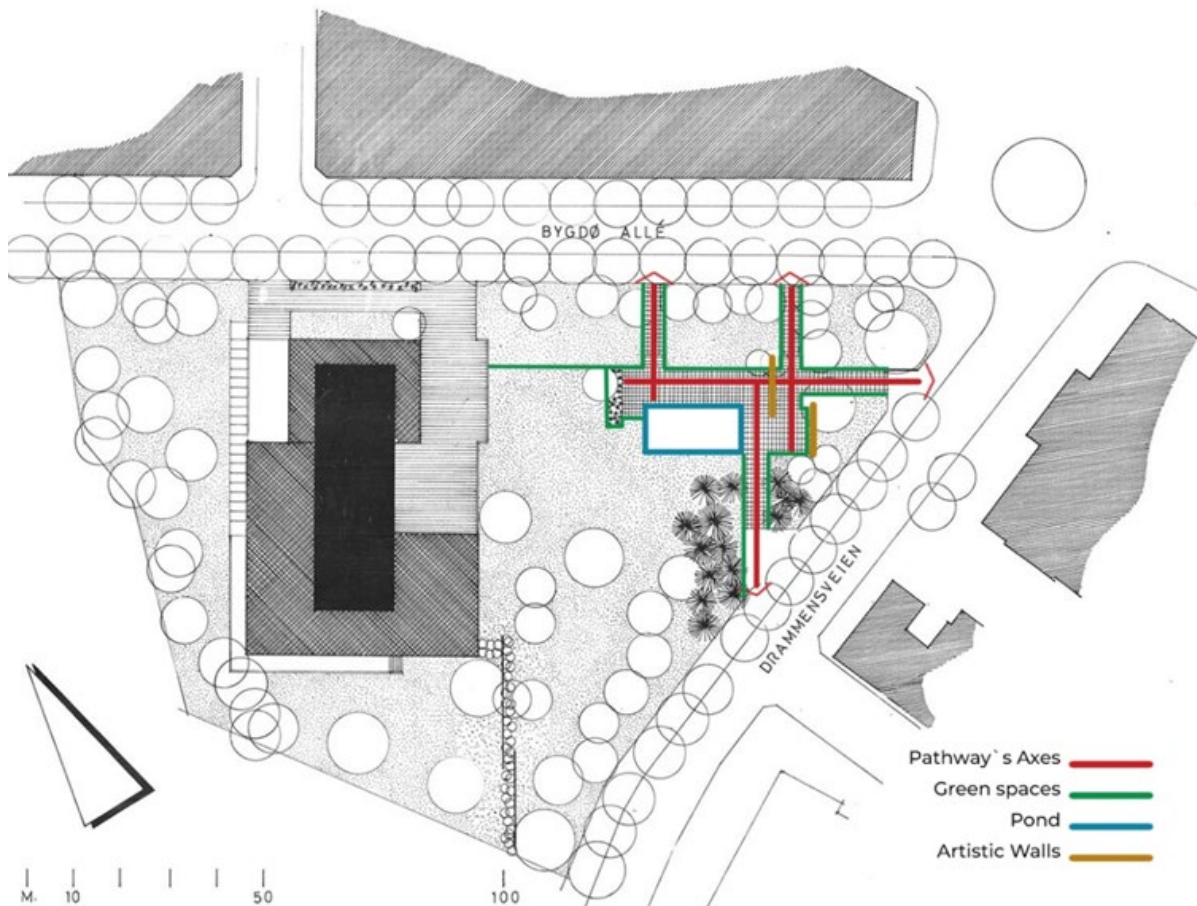 BYGDØ ALLÉ
DRAMMENSVEIEN
Pathway`s Axes
Green spaces
Pond
Artistic Walls
M. 10 50 100